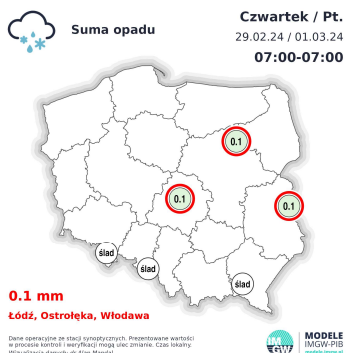 Czwartek / Pt.
Suma opadu
29.02.24 / 01.03.24
07:00-07:00
0.1
0.1
0.1
ślad
ślad
ślad
0.1 mm
Łódź, Ostrołęka, Włodawa
Dane operacyjne ze stacji synoptycznych. Prezentowane wartości
w procesie kontroli i weryfikacji mogą ulec zmianie. Czas lokalny.
IM
GW
MODELE
IMGW-PIB